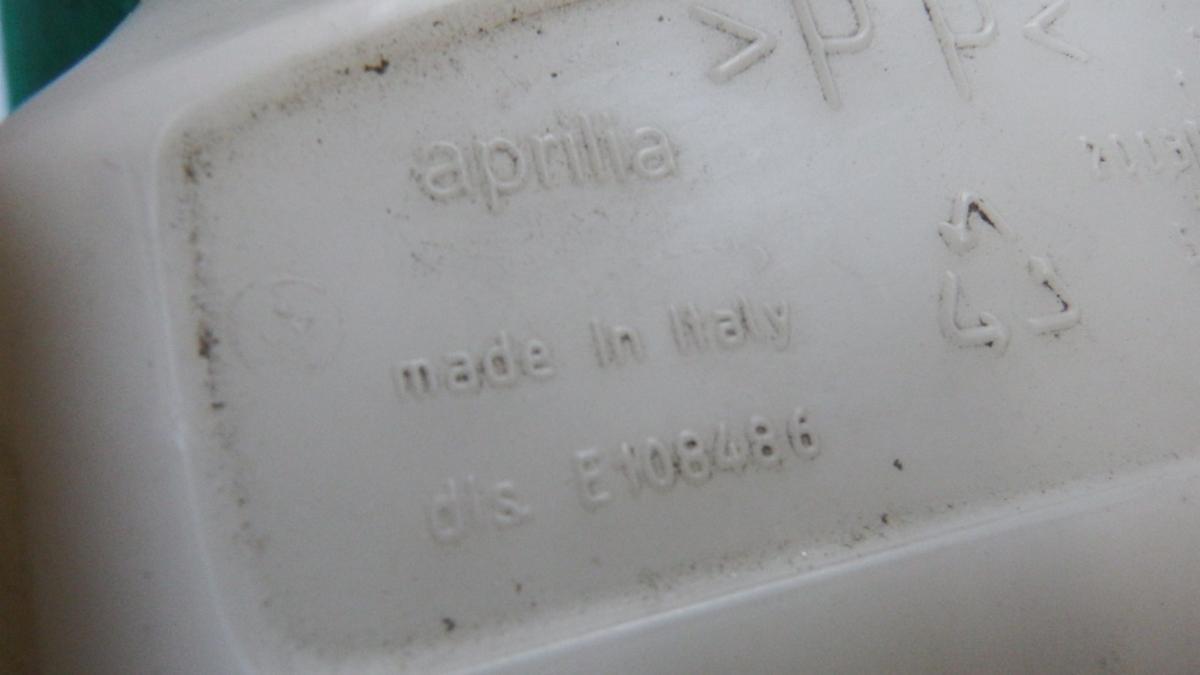 >PP<
aprilia
made in Italy
dis. E108486